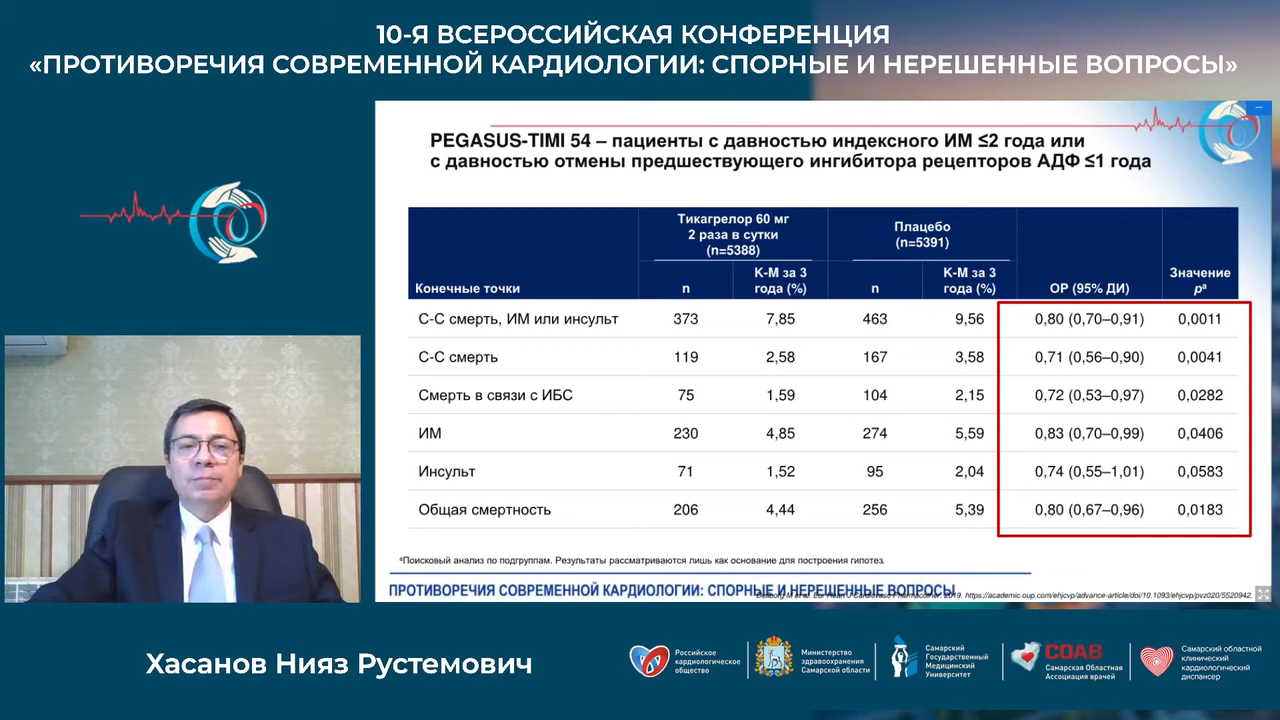 10-Я ВСЕРОССИЙСКАЯ КОНФЕРЕНЦИЯ
«ПРОТИВОРЕЧИЯ СОВРЕМЕННОЙ КАРДИОЛОГИИ: СПОРНЫЕ И НЕРЕШЕННЫЕ ВОПРОСЫ»
PEGASUS-TIMI 54 – пациенты с давностью индексного ИМ ≤2 года или
с давностью отмены предшествующего ингибитора рецепторов АДФ ≤1 года
Тикагрелор 60 мг
2 раза в сутки
(n=5388)
Плацебо
(n=5391)
Конечные точки
n
К-М за 3
года (%)
n
К-М за 3
года (%)
ОР (95% ДИ)
Значение
pª
С-С смерть, ИМ или инсульт 373 7,85 463 9,56 0,80 (0,70–0,91) 0,0011
С-С смерть 119 2,58 167 3,58 0,71 (0,56–0,90) 0,0041
Смерть в связи с ИБС 75 1,59 104 2,15 0,72 (0,53–0,97) 0,0282
ИМ 230 4,85 274 5,59 0,83 (0,70–0,99) 0,0406
Инсульт 71 1,52 95 2,04 0,74 (0,55–1,01) 0,0583
Общая смертность 206 4,44 256 5,39 0,80 (0,67–0,96) 0,0183
ªПоисковый анализ по подгруппам. Результаты рассматриваются лишь как основание для построения гипотез.
ПРОТИВОРЕЧИЯ СОВРЕМЕННОЙ КАРДИОЛОГИИ: СПОРНЫЕ И НЕРЕШЕННЫЕ ВОПРОСЫ
2019. https://academic.oup.com/ehjcvp/advance-article/doi/10.1093/ehjcvp/pvz020/5520942.
Хасанов Нияз Рустемович
Российское
кардиологическое
общество
Министерство
здравоохранения
Самарской области
Самарский
Государственный
Медицинский
Университет
СОАВ
Самарская Областная
Ассоциация врачей
Самарский областной
клинический
кардиологический
диспансер